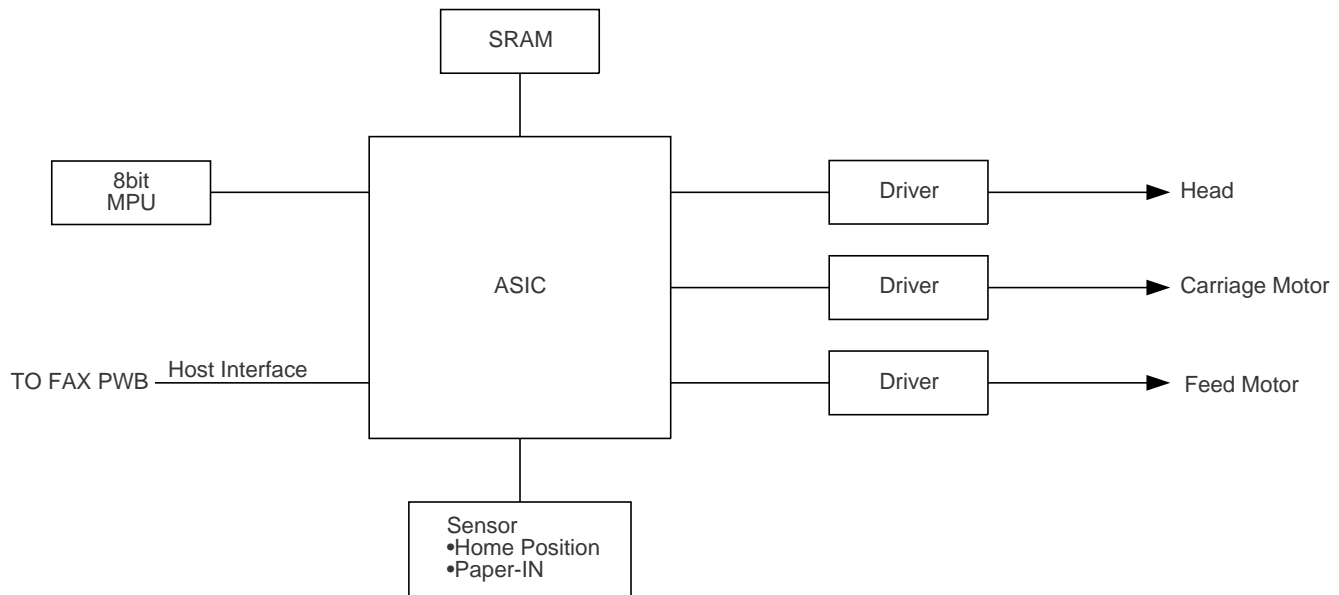 SRAM
8bit
MPU
Driver
Head
ASIC
Driver
Carriage Motor
TO FAX PWB
Host Interface
Driver
Feed Motor
Sensor
•Home Position
•Paper-IN